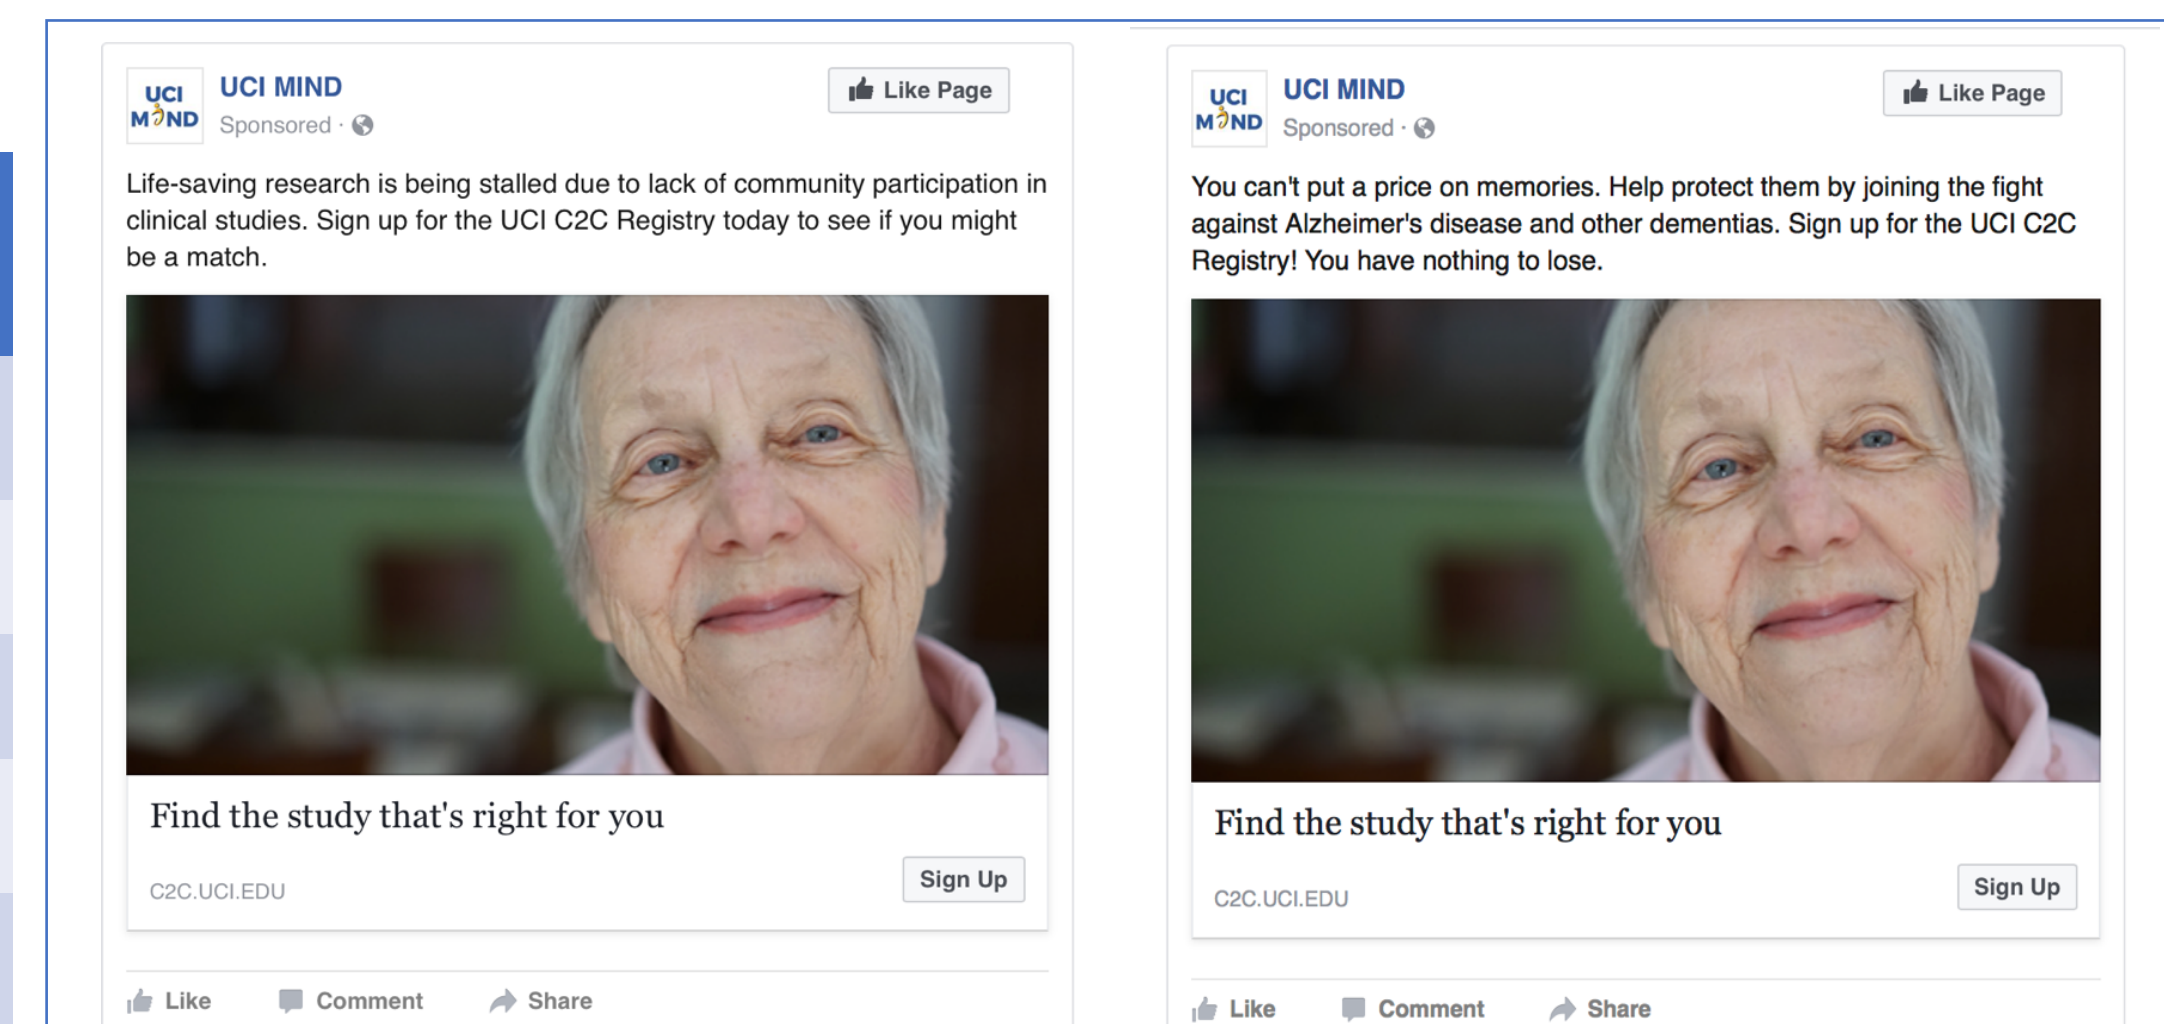 UCI MIND
UCI MIND
Sponsored ·
Like Page
Life-saving research is being stalled due to lack of community participation in
clinical studies. Sign up for the UCI C2C Registry today to see if you might
be a match.
Find the study that's right for you
C2C.UCI.EDU
Sign Up
Like
Comment
Share
UCI MIND
UCI MIND
Sponsored ·
Like Page
You can't put a price on memories. Help protect them by joining the fight
against Alzheimer's disease and other dementias. Sign up for the UCI C2C
Registry! You have nothing to lose.
Find the study that's right for you
C2C.UCI.EDU
Sign Up
Like
Comment
Share